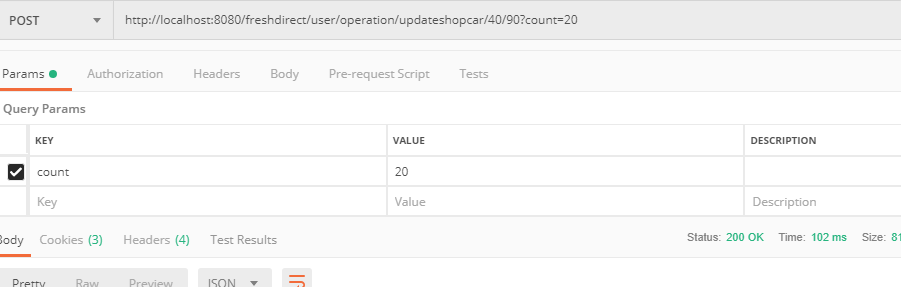 POST http://localhost:8080/freshdirect/user/operation/updateshopcar/40/90?count=20
Params Authorization Headers Body Pre-request Script Tests
Query Params
KEY VALUE DESCRIPTION
count 20
Key Value Description
Body Cookies (3) Headers (4) Test Results Status: 200 OK Time: 102 ms Size: 81
Pretty Raw Preview JSON